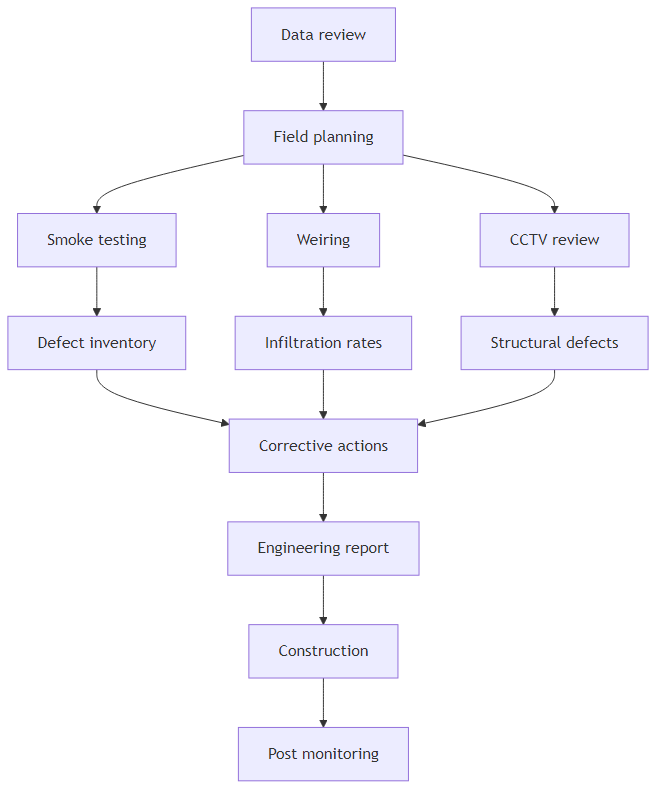 Data review
Field planning
Smoke testing
Weiring
CCTV review
Defect inventory
Infiltration rates
Structural defects
Corrective actions
Engineering report
Construction
Post monitoring